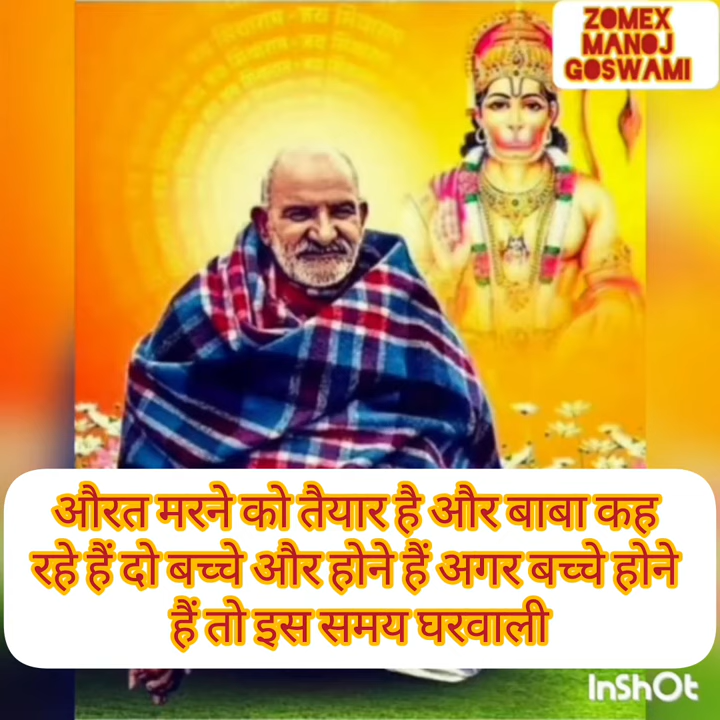 ZOMEX
MANOJ
GOSWAMI
औरत मरने को तैयार है और बाबा कह
रहे हैं दो बच्चे और होने हैं अगर बच्चे होने
हैं तो इस समय घरवाली
InShOt